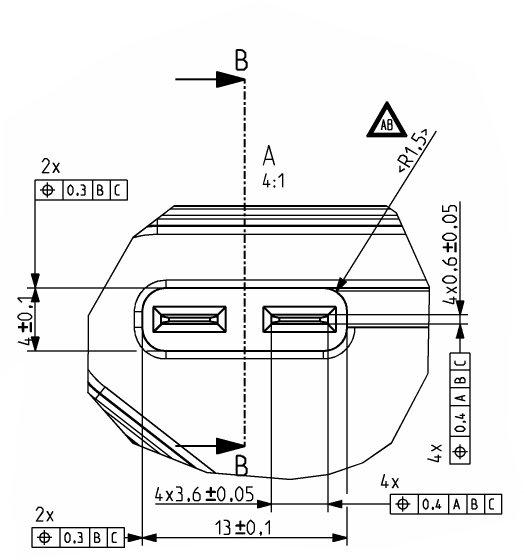 B
AB
<R1.5>
A
4:1
2x
⌖ 0.3 B C
4x0.6±0.05
4±0.1
⌖ 0.4 A B C
4x
B
4x3.6±0.05
4x
⌖ 0.4 A B C
2x
⌖ 0.3 B C
13±0.1